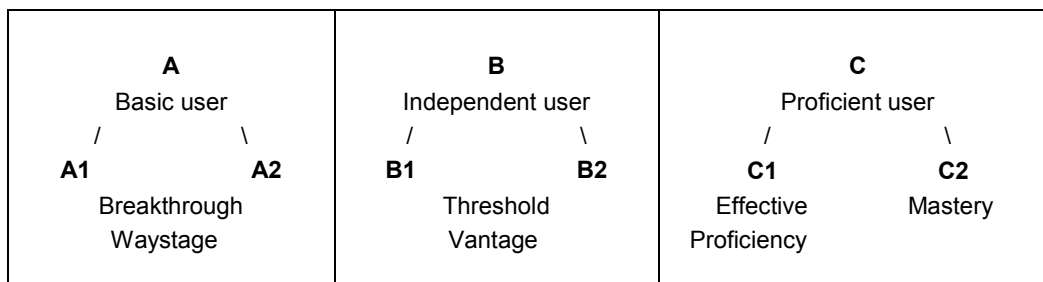 A
Basic user
/ \
A1 A2
Breakthrough
Waystage
B
Independent user
/ \
B1 B2
Threshold
Vantage
C
Proficient user
/ \
C1 C2
Effective Mastery
Proficiency